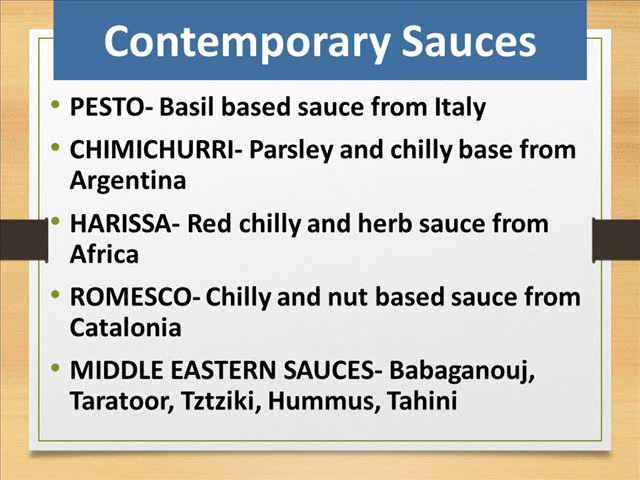 Contemporary Sauces
• PESTO- Basil based sauce from Italy
• CHIMICHURRI- Parsley and chilly base from
Argentina
• HARISSA- Red chilly and herb sauce from
Africa
• ROMESCO- Chilly and nut based sauce from
Catalonia
• MIDDLE EASTERN SAUCES- Babaganouj,
Taratoor, Tztziki, Hummus, Tahini